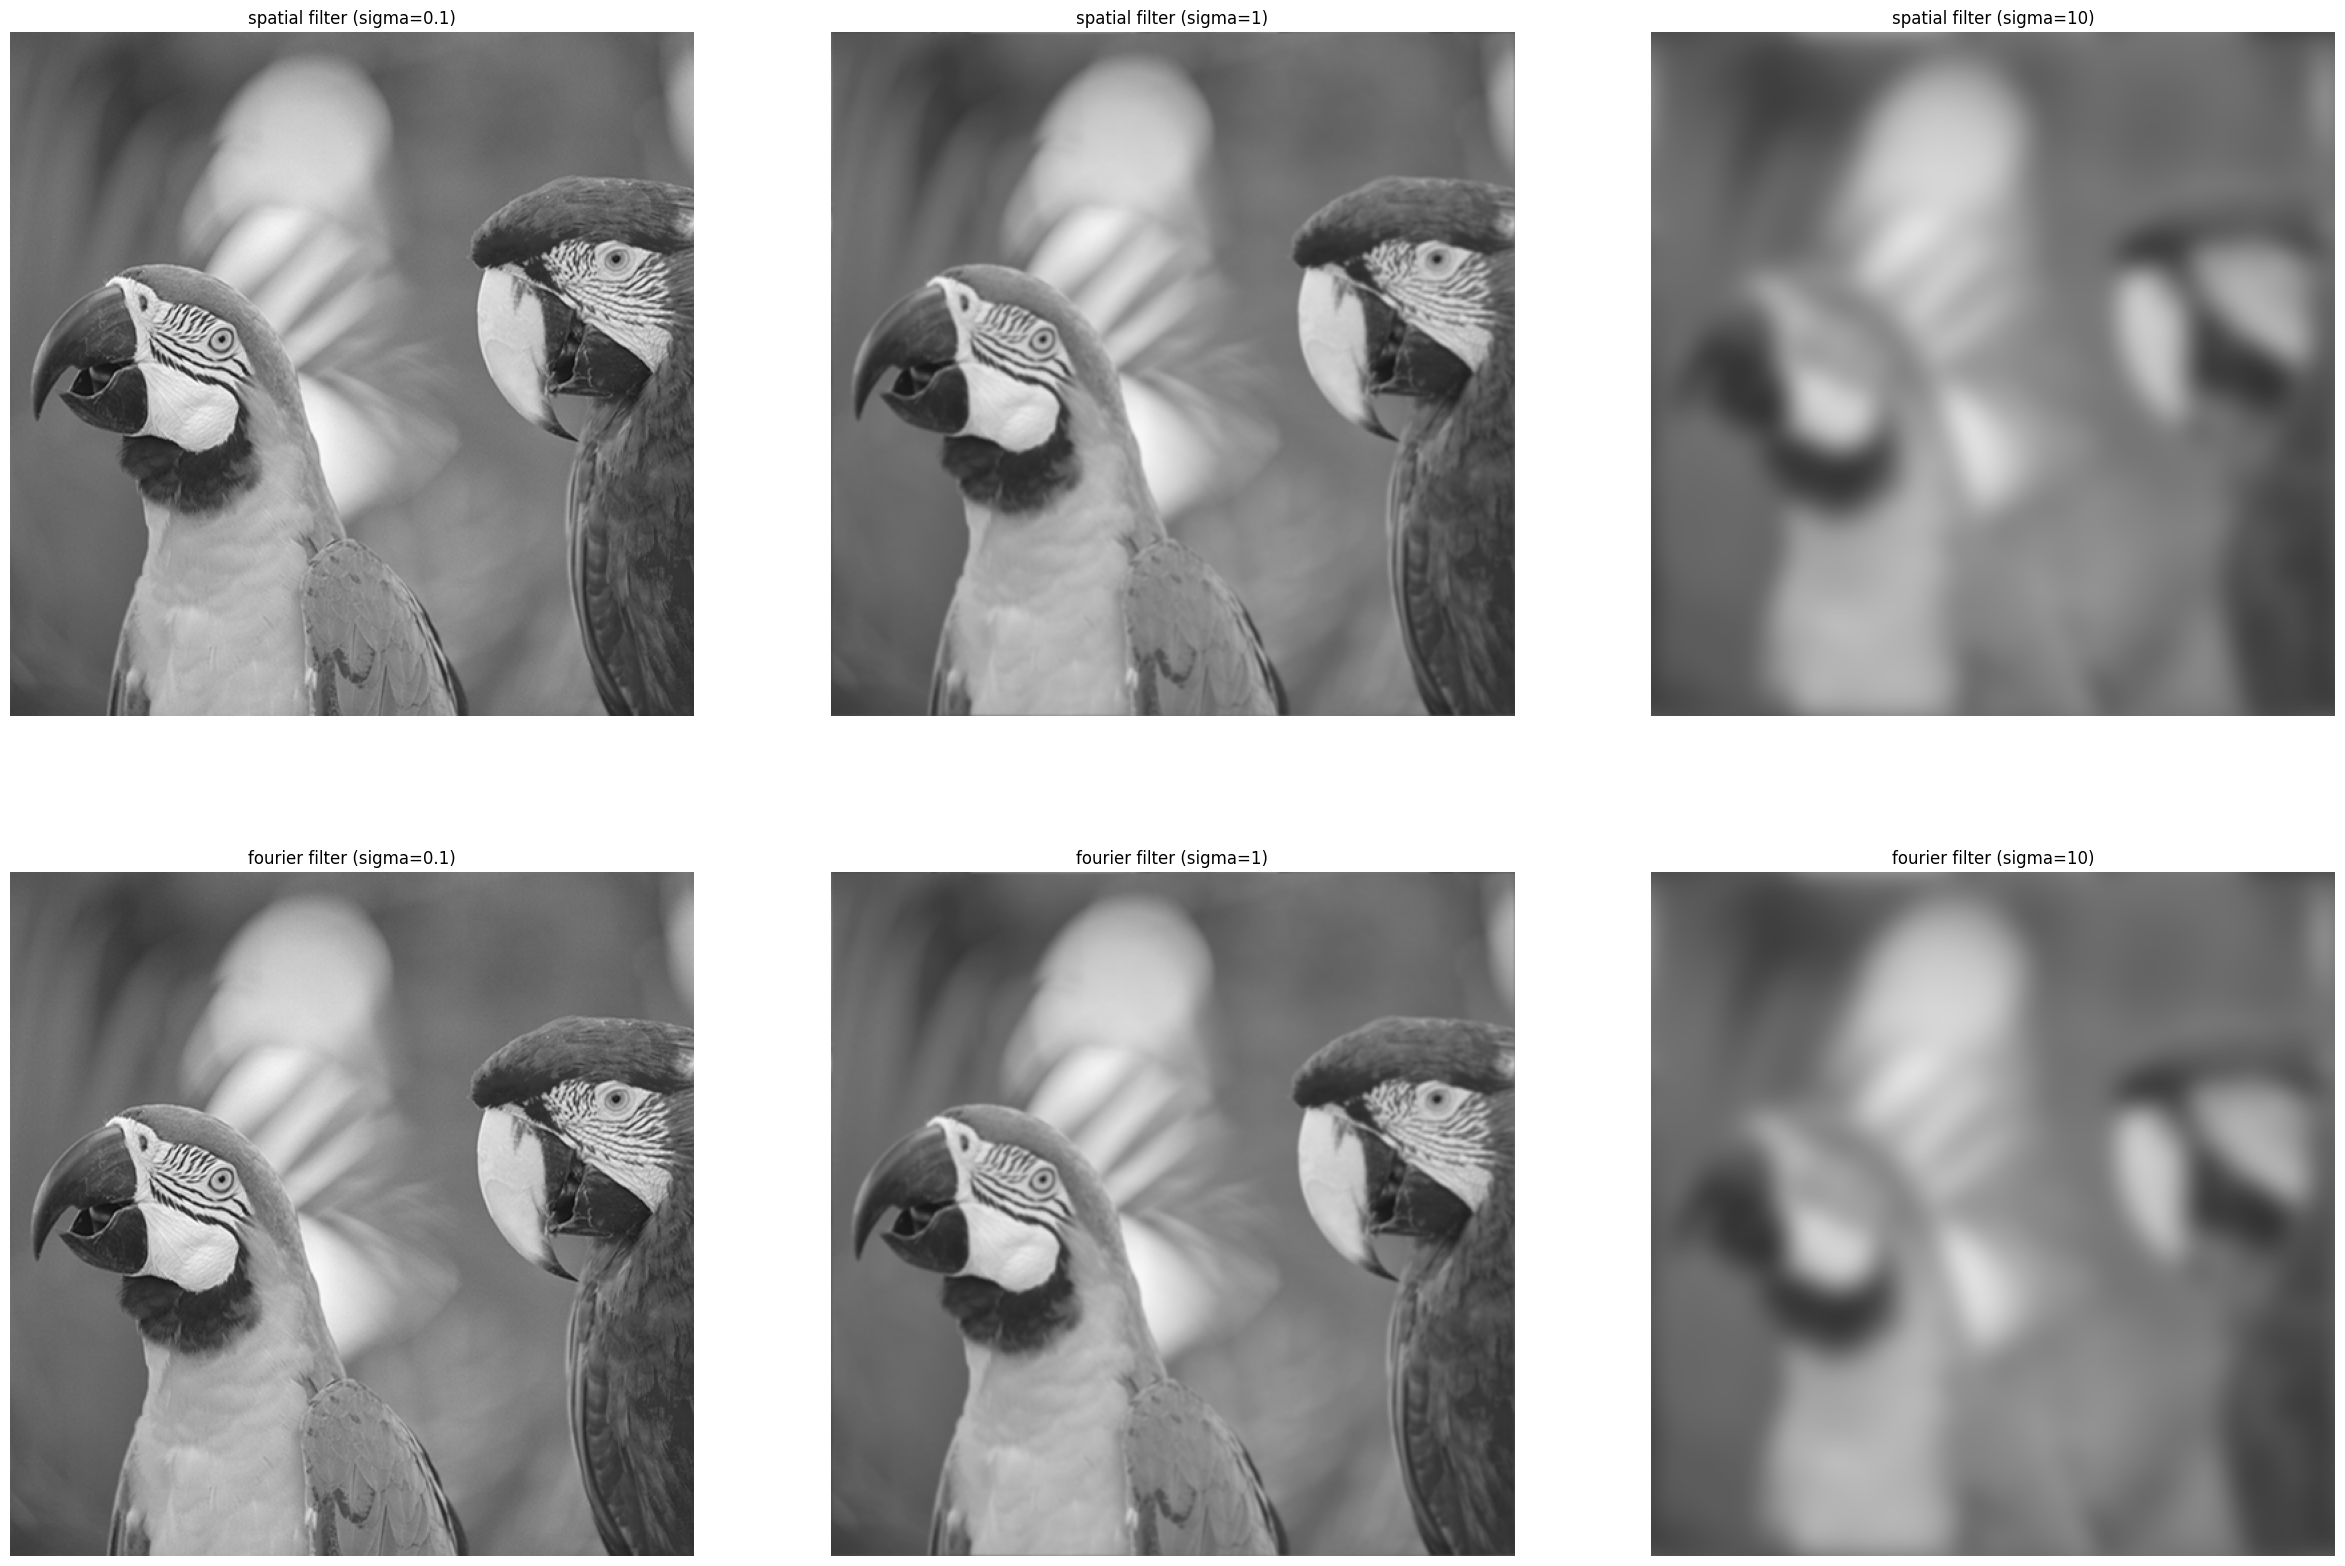 spatial filter (sigma=0.1)
spatial filter (sigma=1)
spatial filter (sigma=10)
fourier filter (sigma=0.1)
fourier filter (sigma=1)
fourier filter (sigma=10)